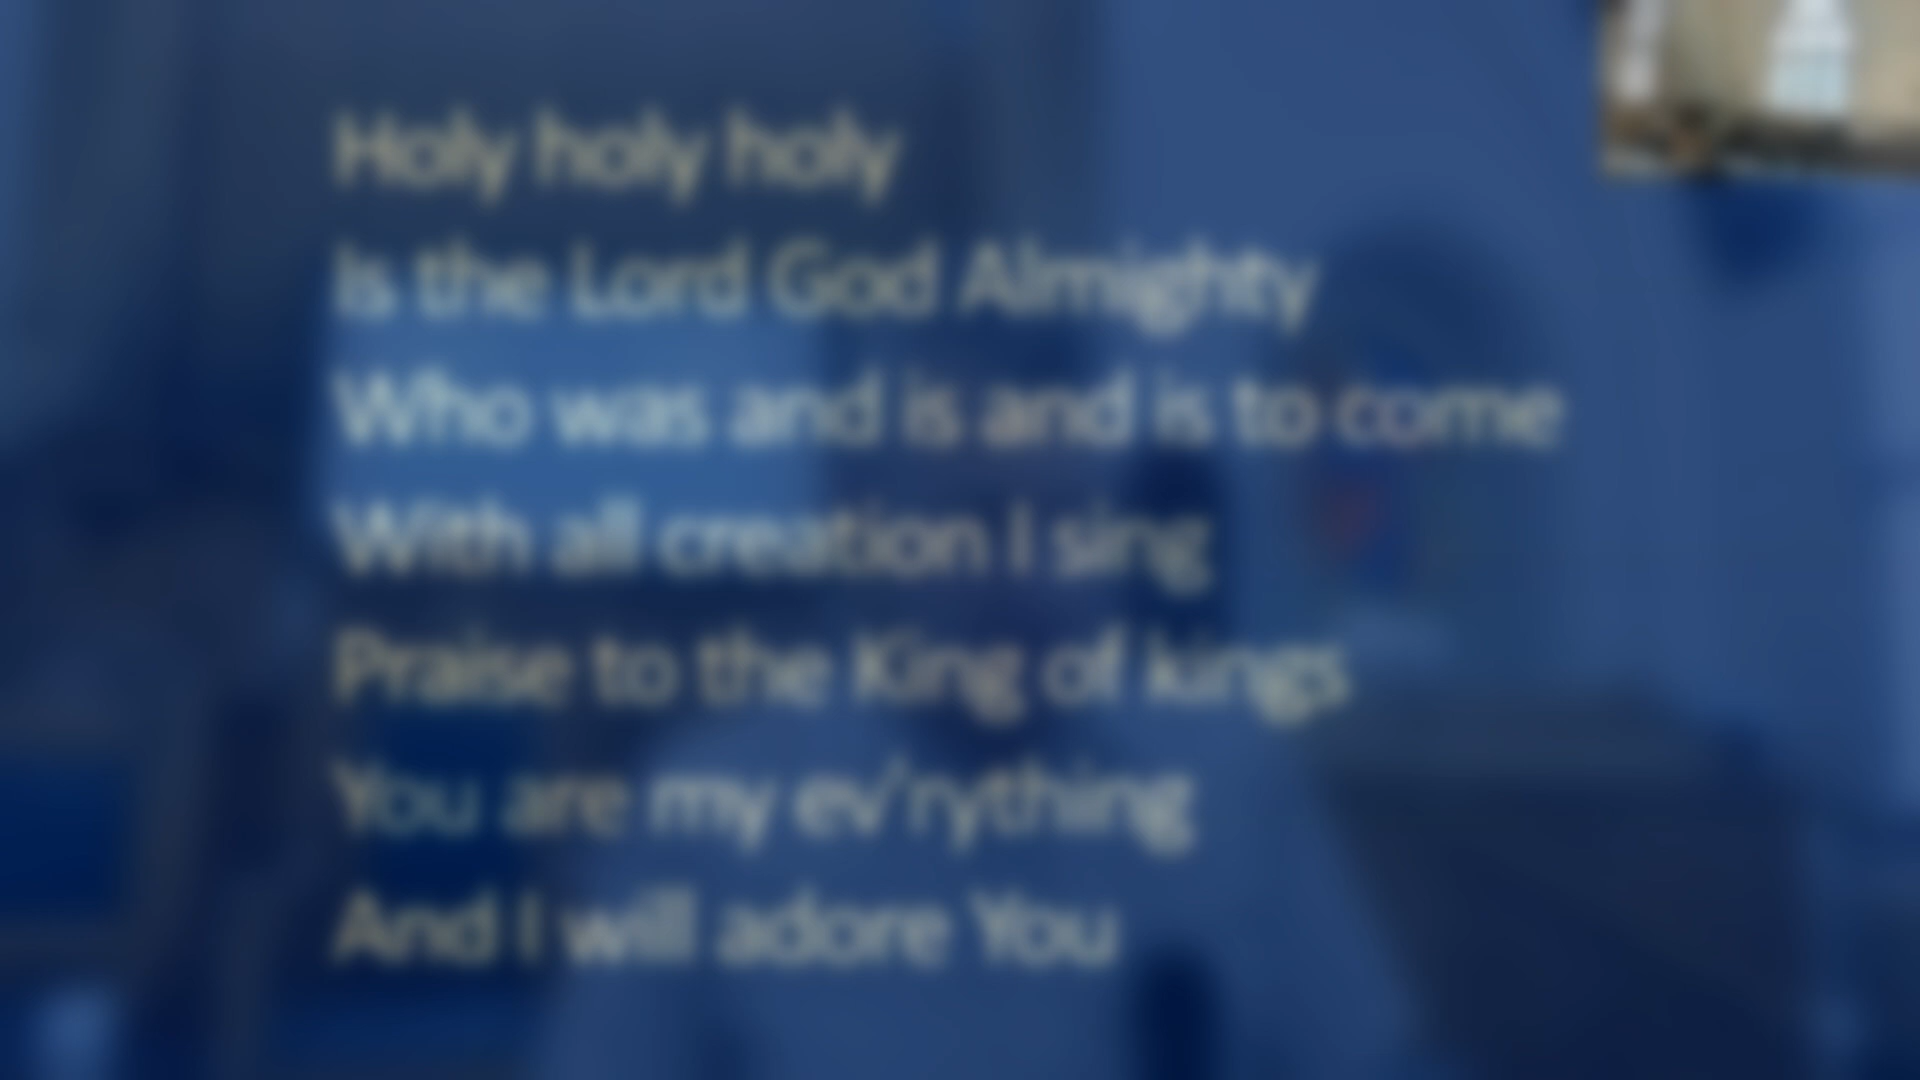 Holy holy holy
Is the Lord God Almighty
Who was and is and is to come
With all creation I sing
Praise to the King of kings
You are my ev'rything
And I will adore You